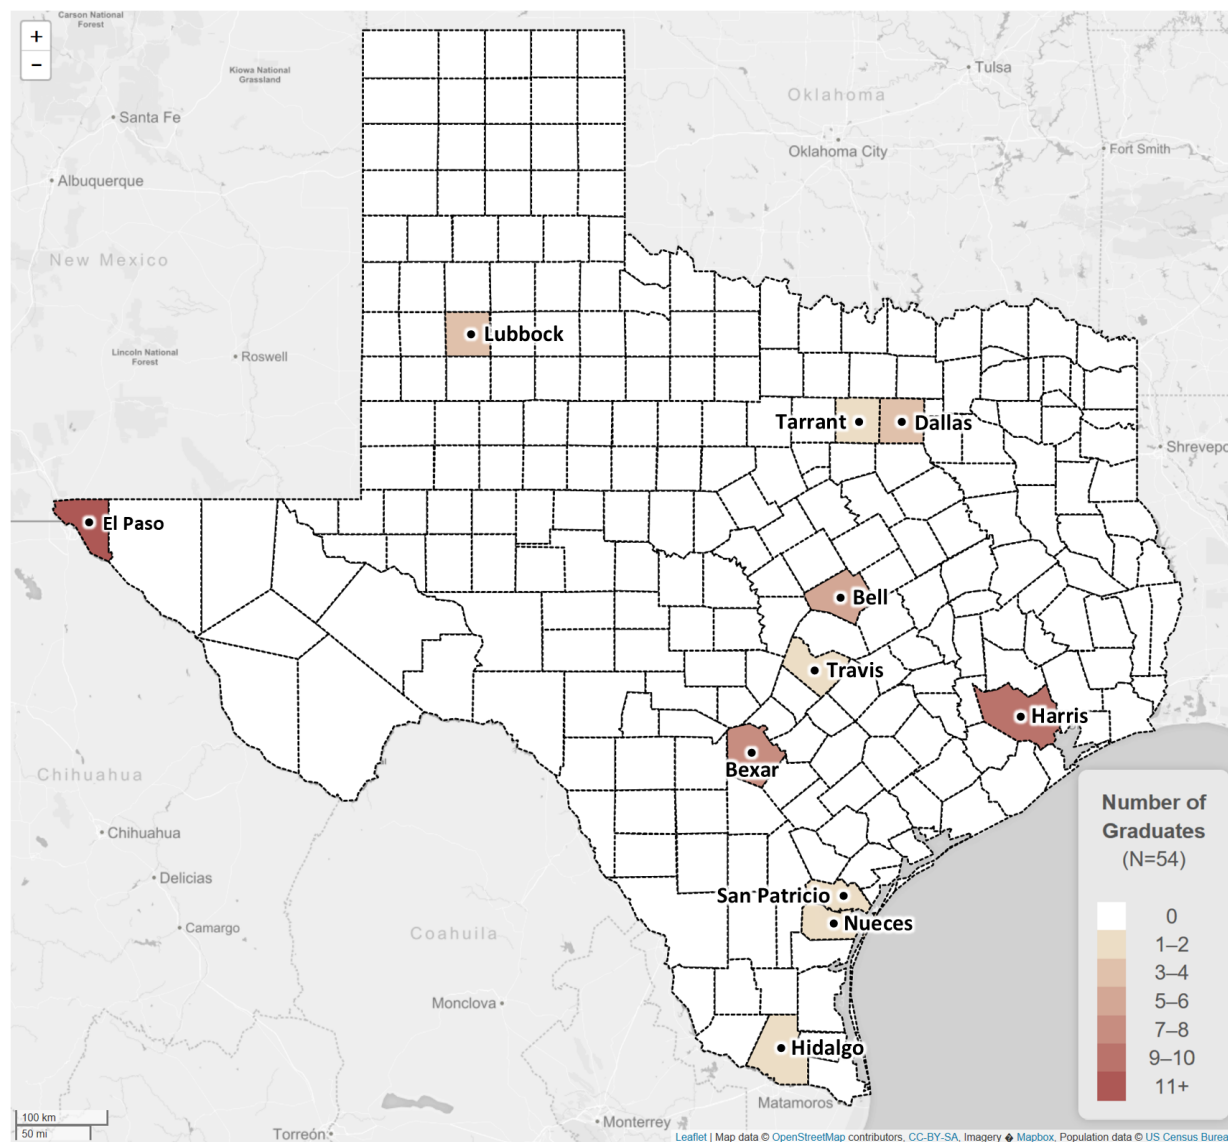 Carson National
Forest
+
−
Kiowa National
Grassland
Tulsa
Oklahoma
Santa Fe
Oklahoma City
Fort Smith
Albuquerque
New Mexico
Lubbock
Lincoln National
Forest
Roswell
Tarrant
Dallas
Shrevepo
El Paso
Bell
Travis
Harris
Bexar
Chihuahua
Number of
Graduates
(N=54)
Chihuahua
Delicias
San Patricio
0
Nueces
Camargo
Coahuila
1–2
3–4
Monclova
5–6
7–8
Hidalgo
9–10
11+
Matamoros
100 km
50 mi
Monterrey
Torreón
Leaflet | Map data © OpenStreetMap contributors, CC-BY-SA, Imagery � Mapbox, Population data © US Census Burea